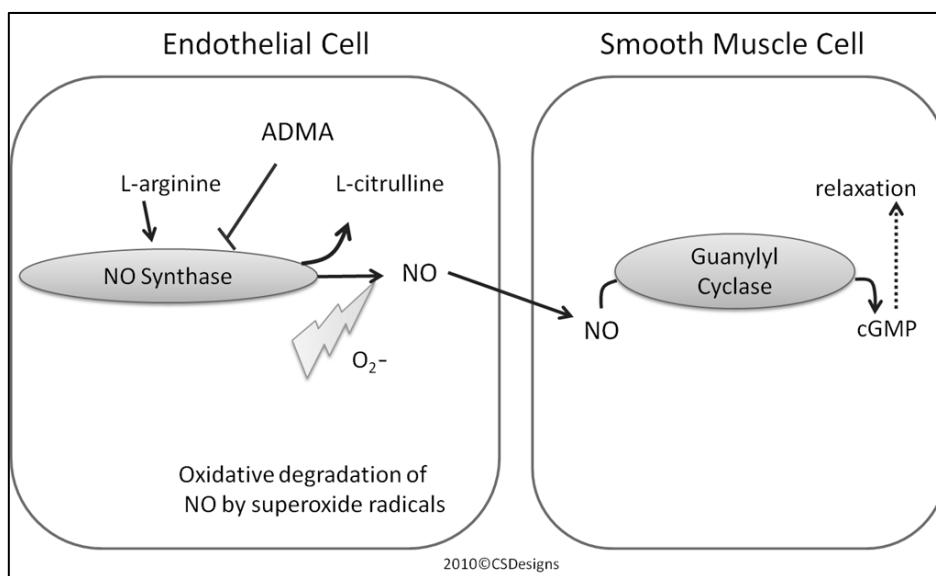 Endothelial Cell
Smooth Muscle Cell
ADMA
L-arginine
L-citrulline
NO Synthase
NO
O₂-
Oxidative degradation of
NO by superoxide radicals
relaxation
Guanylyl
Cyclase
NO
cGMP
2010©CSDesigns